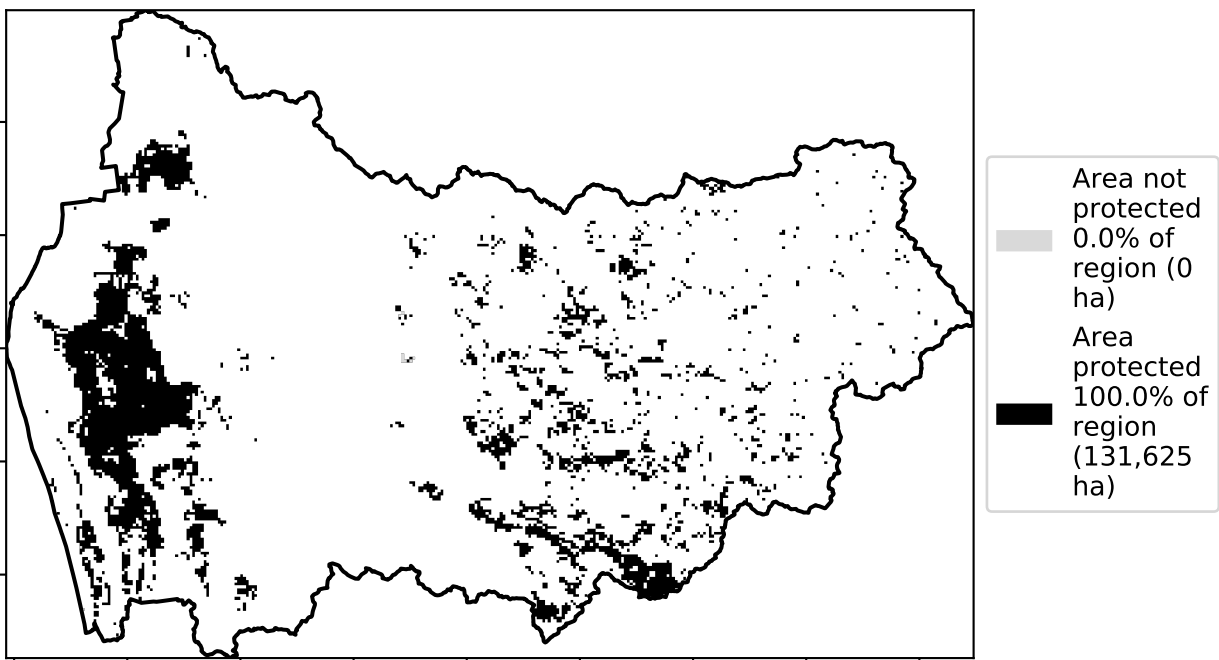 Area not
protected
0.0% of
region (0
ha)
Area
protected
100.0% of
region
(131,625
ha)